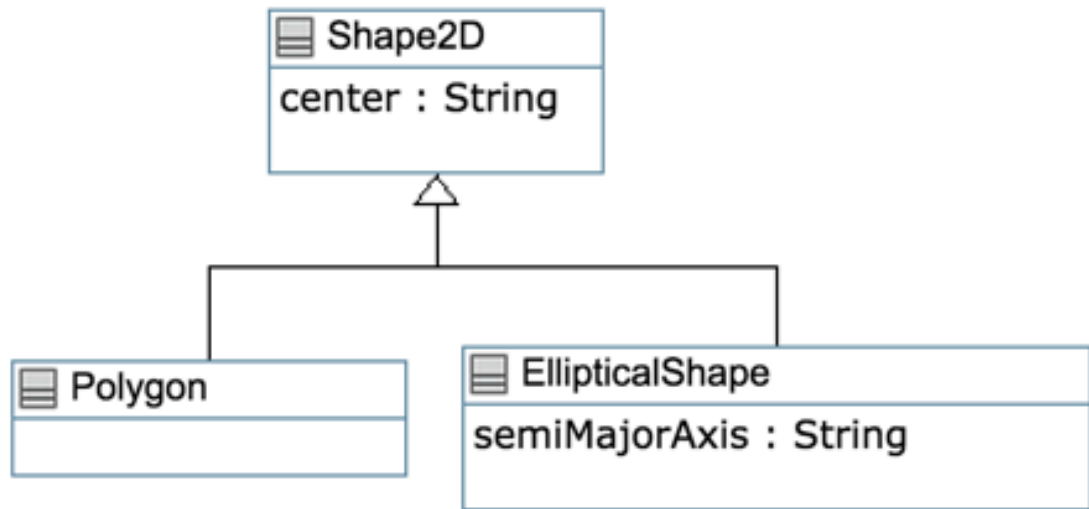 Shape2D
center : String
Polygon
EllipticalShape
semiMajorAxis : String